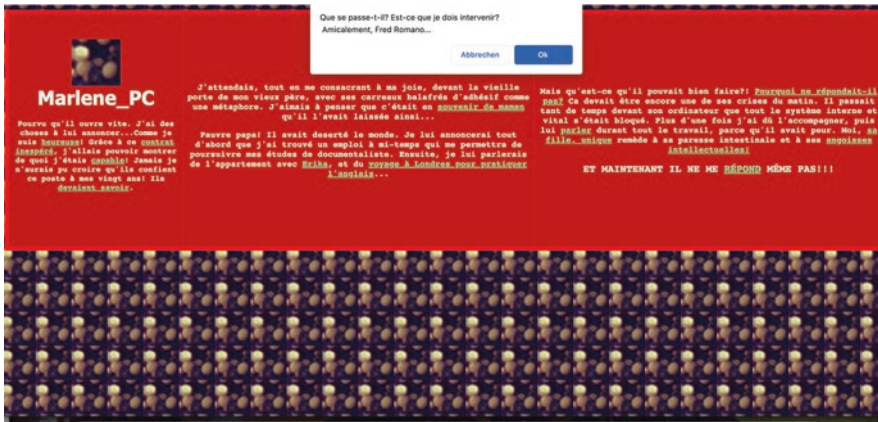 Que se passe-t-il? Est-ce que je dois intervenir?
Amicalement, Fred Romano...
Abbrechen
Ok
Marlene_PC
Pourvu qu'il ouvre vite. J'ai des
choses à lui annoncer...Comme je
suis heureuse! Grâce à ce contrat
inespéré, j'allais pouvoir montrer
de quoi j'étais capable! Jamais je
n'aurais pu croire qu'ils confient
ce poste à mes vingt ans! Ils
devaient savoir.
J'attendais, tout en me consacrant à ma joie, devant la vieille
porte de mon vieux père, avec ses carreaux balafrés d'adhésif comme
une métaphore. J'aimais à penser que c'était en souvenir de maman
qu'il l'avait laissée ainsi...
Pauvre papa! Il avait deserté le monde. Je lui annoncerai tout
d'abord que j'ai trouvé un emploi à mi-temps qui me permettra de
poursuivre mes études de documentaliste. Ensuite, je lui parlerais
de l'appartement avec Eriks, et du voyage à Londres pour pratiquer
l'anglais...
Mais qu'est-ce qu'il pouvait bien faire?! Pourquoi ne répondait-il
pas? Ca devait être encore une de ses crises du matin. Il passait
tant de temps devant son ordinateur que tout le système interne et
vital s'était bloqué. Plus d'une fois j'ai dû l'accompagner, puis
lui parler durant tout le travail, parce qu'il avait peur. Moi, sa
fille, unique remède à sa paresse intestinale et à ses angoisses
intellectuelles!
ET MAINTENANT IL NE ME RÉPOND MÊME PAS!!!